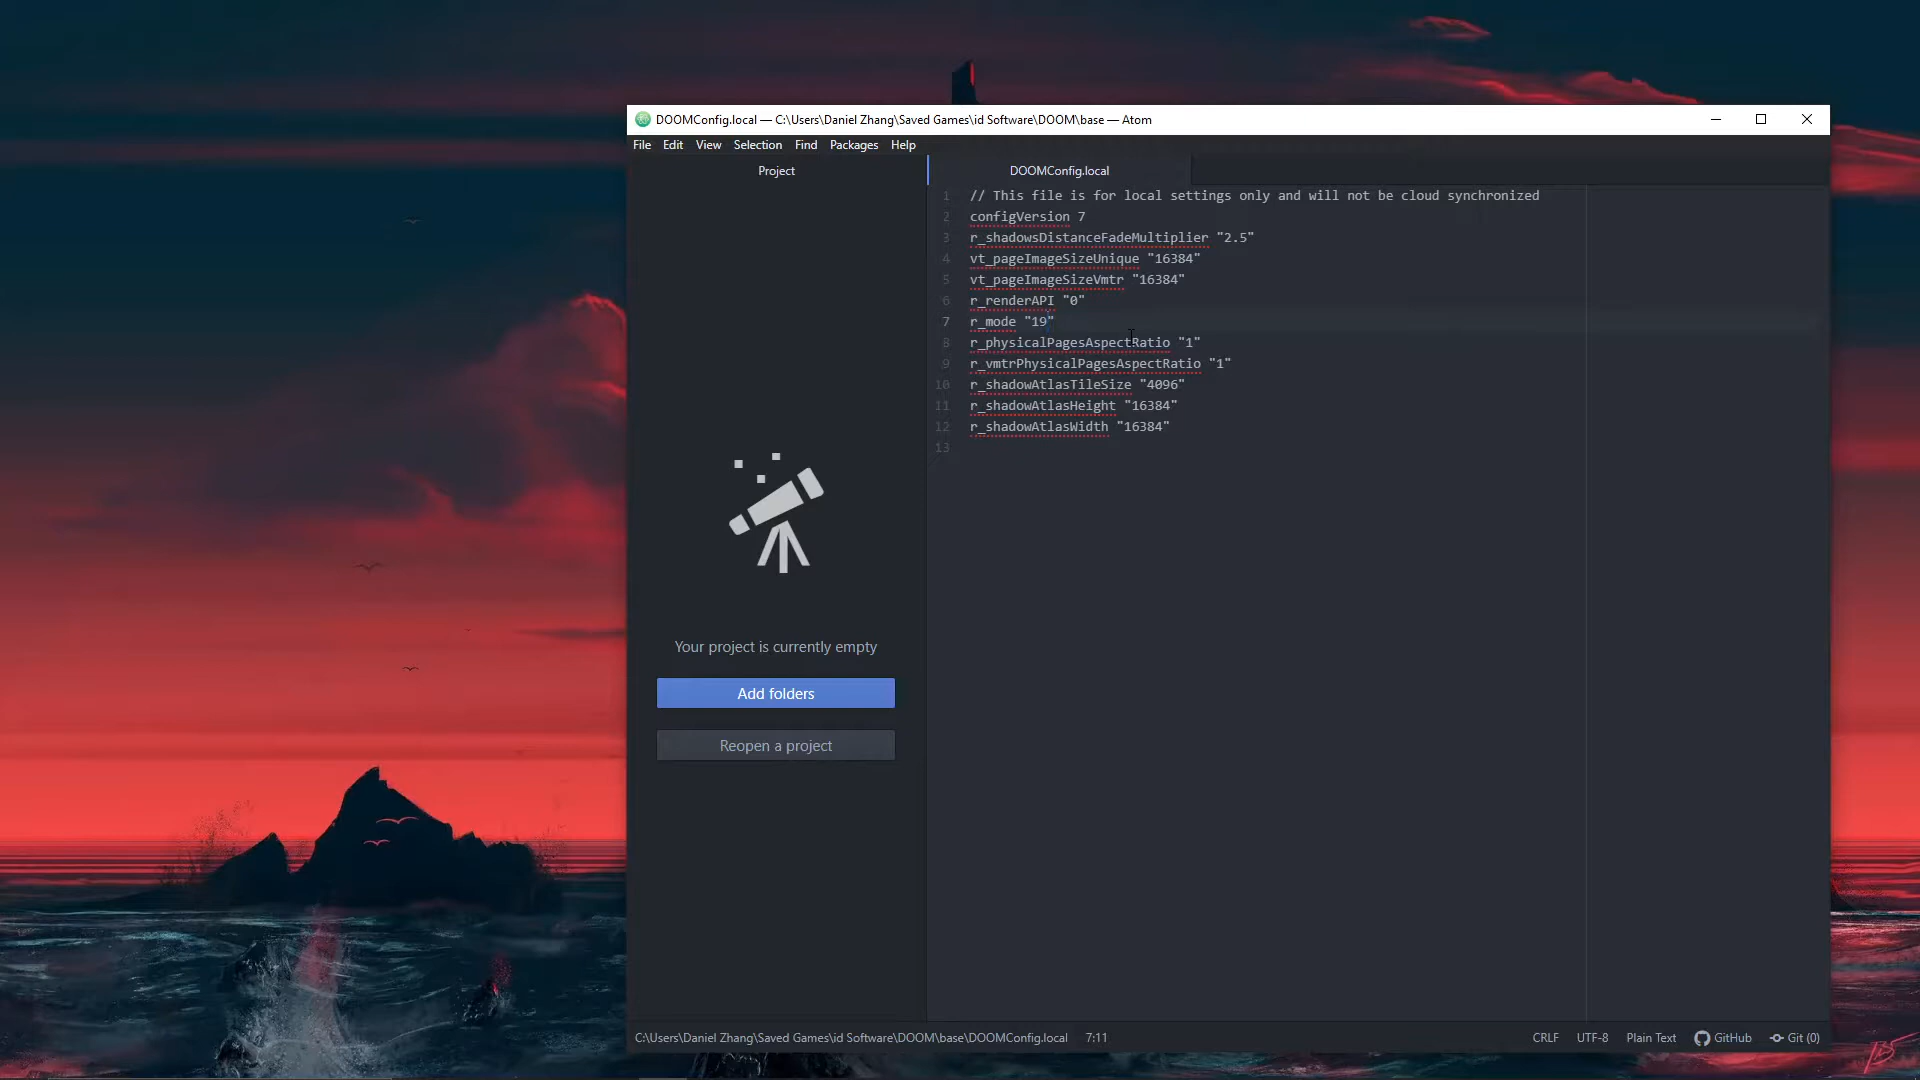 DOOMConfig.local — C:\Users\Daniel Zhang\Saved Games\id Software\DOOM\base — Atom
File Edit View Selection Find Packages Help
Project
DOOMConfig.local
1 // This file is for local settings only and will not be cloud synchronized
2 configVersion 7
3 r_shadowsDistanceFadeMultiplier "2.5"
4 vt_pageImageSizeUnique "16384"
5 vt_pageImageSizeVmtr "16384"
6 r_renderAPI "0"
7 r_mode "19"
8 r_physicalPagesAspectRatio "1"
9 r_vmtrPhysicalPagesAspectRatio "1"
10 r_shadowAtlasTileSize "4096"
11 r_shadowAtlasHeight "16384"
12 r_shadowAtlasWidth "16384"
13
Your project is currently empty
Add folders
Reopen a project
C:\Users\Daniel Zhang\Saved Games\id Software\DOOM\base\DOOMConfig.local 7:11 CRLF UTF-8 Plain Text GitHub Git (0)